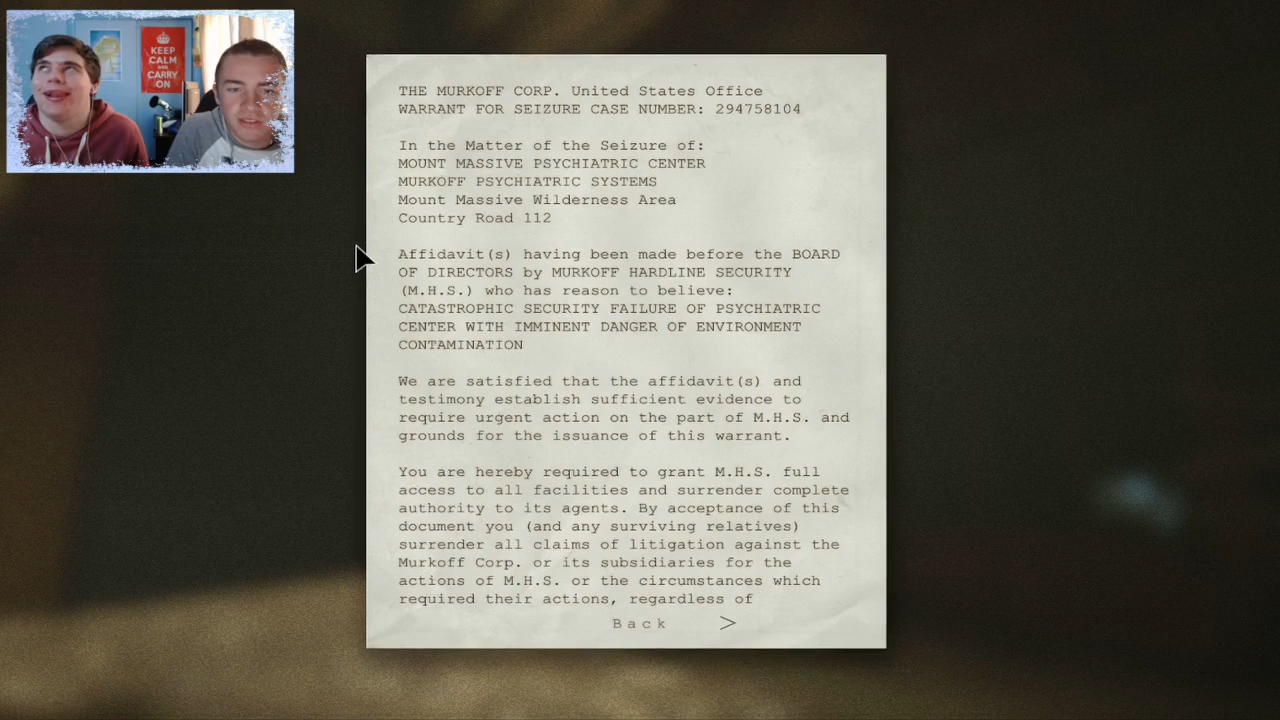 KEEP
CALM
AND
CARRY
ON
THE MURKOFF CORP. United States Office
WARRANT FOR SEIZURE CASE NUMBER: 294758104
In the Matter of the Seizure of:
MOUNT MASSIVE PSYCHIATRIC CENTER
MURKOFF PSYCHIATRIC SYSTEMS
Mount Massive Wilderness Area
Country Road 112
Affidavit(s) having been made before the BOARD
OF DIRECTORS by MURKOFF HARDLINE SECURITY
(M.H.S.) who has reason to believe:
CATASTROPHIC SECURITY FAILURE OF PSYCHIATRIC
CENTER WITH IMMINENT DANGER OF ENVIRONMENT
CONTAMINATION
We are satisfied that the affidavit(s) and
testimony establish sufficient evidence to
require urgent action on the part of M.H.S. and
grounds for the issuance of this warrant.
You are hereby required to grant M.H.S. full
access to all facilities and surrender complete
authority to its agents. By acceptance of this
document you (and any surviving relatives)
surrender all claims of litigation against the
Murkoff Corp. or its subsidiaries for the
actions of M.H.S. or the circumstances which
required their actions, regardless of
Back >